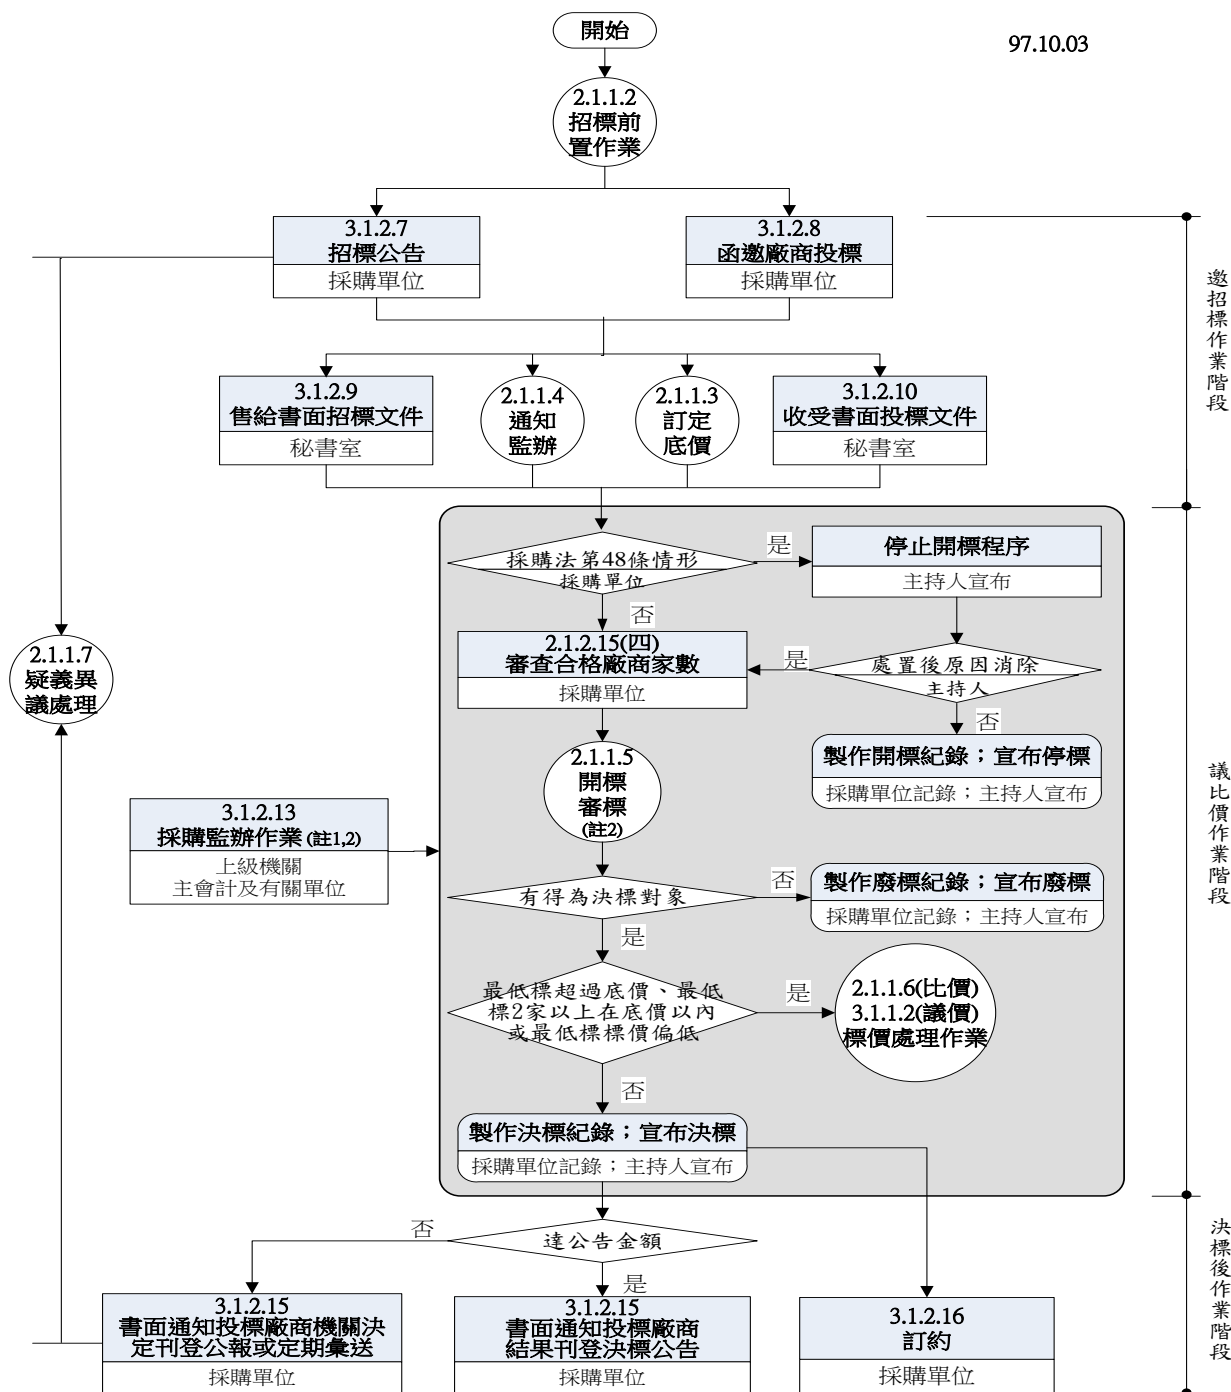 開始
97.10.03
2.1.1.2
招標前
置作業
3.1.2.7
招標公告
採購單位
3.1.2.8
函邀廠商投標
採購單位
邀招標作業階段
3.1.2.9
售給書面招標文件
秘書室
2.1.1.4
通知
監辦
2.1.1.3
訂定
底價
3.1.2.10
收受書面投標文件
秘書室
採購法第48條情形
採購單位
是
停止開標程序
主持人宣布
否
2.1.2.15(四)
審查合格廠商家數
採購單位
是
處置後原因消除
主持人
否
製作開標紀錄；宣布停標
採購單位記錄；主持人宣布
2.1.1.7
疑義異
議處理
2.1.1.5
開標
審標
(註2)
議比價作業階段
3.1.2.13
採購監辦作業(註1,2)
上級機關
主會計及有關單位
有得為決標對象
否
製作廢標紀錄；宣布廢標
採購單位記錄；主持人宣布
是
最低標超過底價、最低
標2家以上在底價以內
或最低標標價偏低
是
2.1.1.6(比價)
3.1.1.2(議價)
標價處理作業
否
製作決標紀錄；宣布決標
採購單位記錄；主持人宣布
達公告金額
否
是
決標後作業階段
3.1.2.15
書面通知投標廠商機關決
定刊登公報或定期彙送
採購單位
3.1.2.15
書面通知投標廠商
結果刊登決標公告
採購單位
3.1.2.16
訂約
採購單位